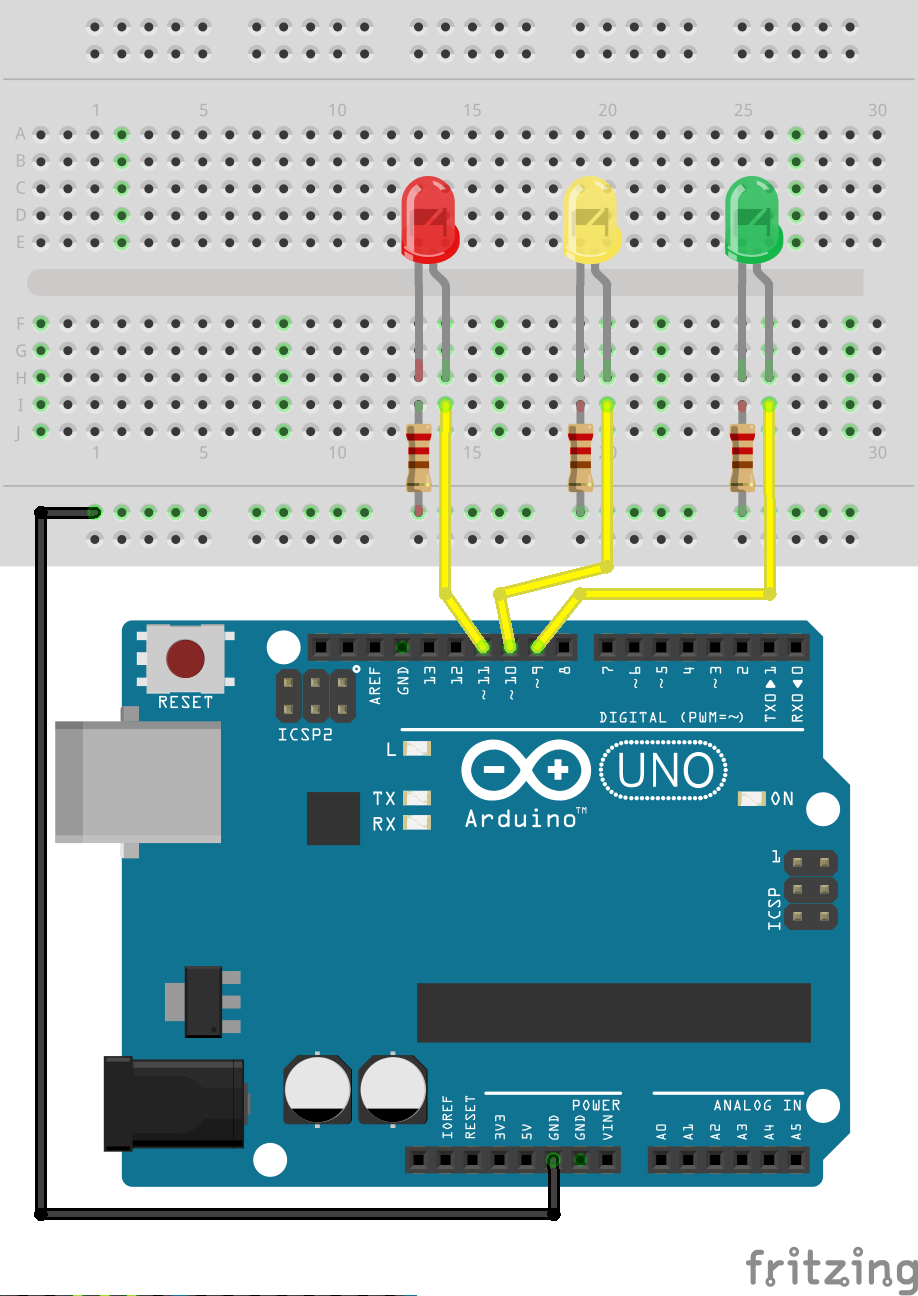 1 5 10 15 20 25 30
A
B
C
D
E
F
G
H
I
J
1 5 10 15 20 25 30
RESET
ICSP2
AREF
GND
13
12
~11
~10
~9
8
7
~6
~5
4
~3
2
TXO▶1
RXO◀0
DIGITAL (PWM=~)
L
TX
RX
Arduino™
UNO
ON
1
ICSP
POWER
ANALOG IN
IOREF
RESET
3V3
5V
GND
GND
VIN
A0
A1
A2
A3
A4
A5
fritzing